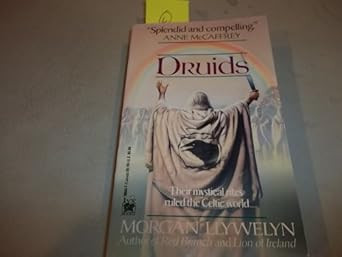 "Splendid and compelling."
ANNE McCAFFREY
DRUIDS
Their mystical rites
ruled the Celtic world
MORGAN LLYWELYN
Author of Red Branch and Lion of Ireland